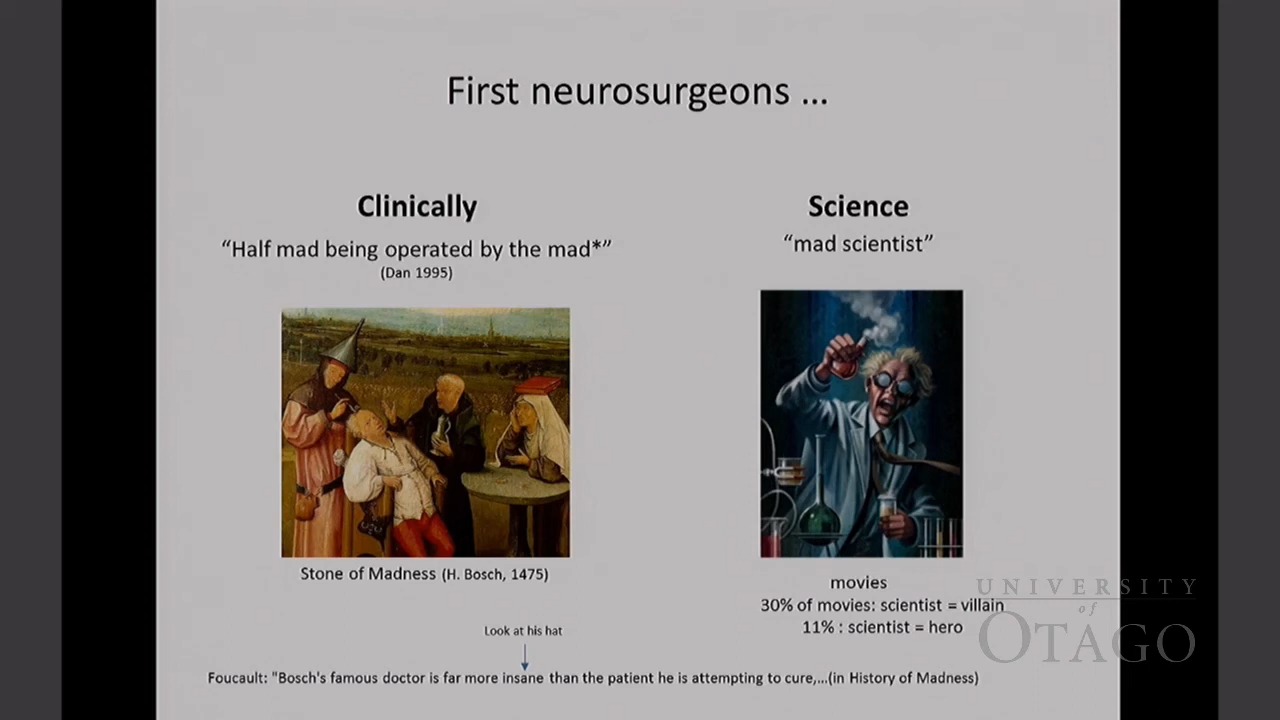 First neurosurgeons ...
Clinically
“Half mad being operated by the mad*”
(Dan 1995)
Stone of Madness (H. Bosch, 1475)
Science
“mad scientist”
movies
30% of movies: scientist = villain
11% : scientist = hero
Look at his hat
Foucault: "Bosch's famous doctor is far more insane than the patient he is attempting to cure,...(in History of Madness)
UNIVERSITY
of
OTAGO